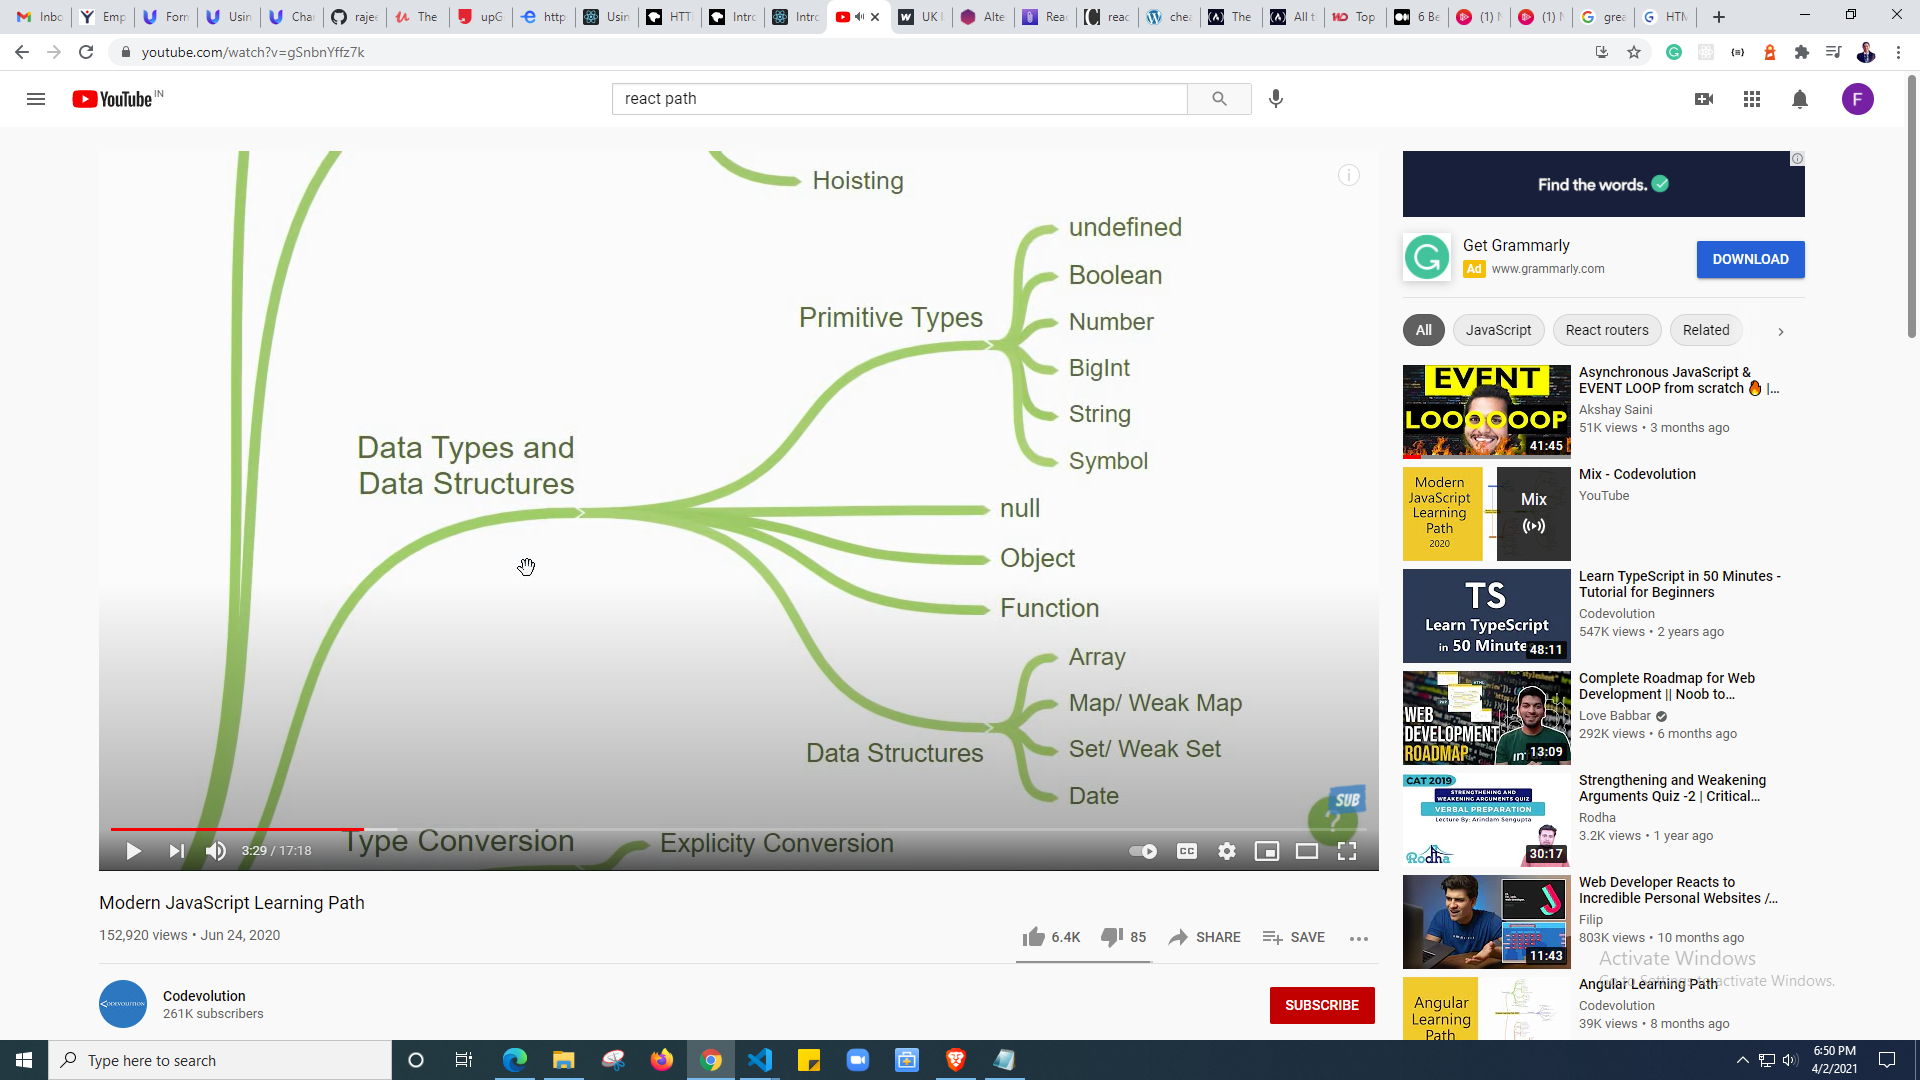 Inbo
Emp
Forn
Usin
Char
rajee
The
upG
http
Usin
HTT
Intro
Intro
UK
Alte
Rea
reac
chea
The
All t
Top
6 Be
(1)
(1)
grea
HTM
youtube.com/watch?v=gSnbnYffz7k
YouTube IN
react path
F
Hoisting
undefined
Boolean
Primitive Types
Number
BigInt
String
Symbol
Data Types and
Data Structures
null
Object
Function
Array
Map/ Weak Map
Set/ Weak Set
Data Structures
Date
SUB
?
Type Conversion
Explicity Conversion
3:29 / 17:18
CC
Modern JavaScript Learning Path
152,920 views • Jun 24, 2020
6.4K
85
SHARE
SAVE
CODEVOLUTION
Codevolution
261K subscribers
SUBSCRIBE
Find the words.
Get Grammarly
Ad www.grammarly.com
DOWNLOAD
All
JavaScript
React routers
Related
EVENT
LOOOOOOP
41:45
Asynchronous JavaScript &
EVENT LOOP from scratch 🔥 |...
Akshay Saini
51K views • 3 months ago
Modern
JavaScript
Learning
Path
2020
Mix
Mix - Codevolution
YouTube
TS
Learn TypeScript
in 50 Minute
48:11
Learn TypeScript in 50 Minutes -
Tutorial for Beginners
Codevolution
547K views • 2 years ago
WEB
DEVELOPMENT
ROADMAP
13:09
Complete Roadmap for Web
Development || Noob to...
Love Babbar
292K views • 6 months ago
CAT 2019
STRENGTHENING AND
WEAKENING ARGUMENTS QUIZ
VERBAL PREPARATION
Lecture By: Arindam Sengupta
Rodha
30:17
Strengthening and Weakening
Arguments Quiz -2 | Critical...
Rodha
3.2K views • 1 year ago
11:43
Web Developer Reacts to
Incredible Personal Websites /...
Filip
803K views • 10 months ago
Activate Windows
Go to Settings to activate Windows.
Angular
Learning
Path
Angular Learning Path
Codevolution
39K views • 8 months ago
Type here to search
6:50 PM
4/2/2021